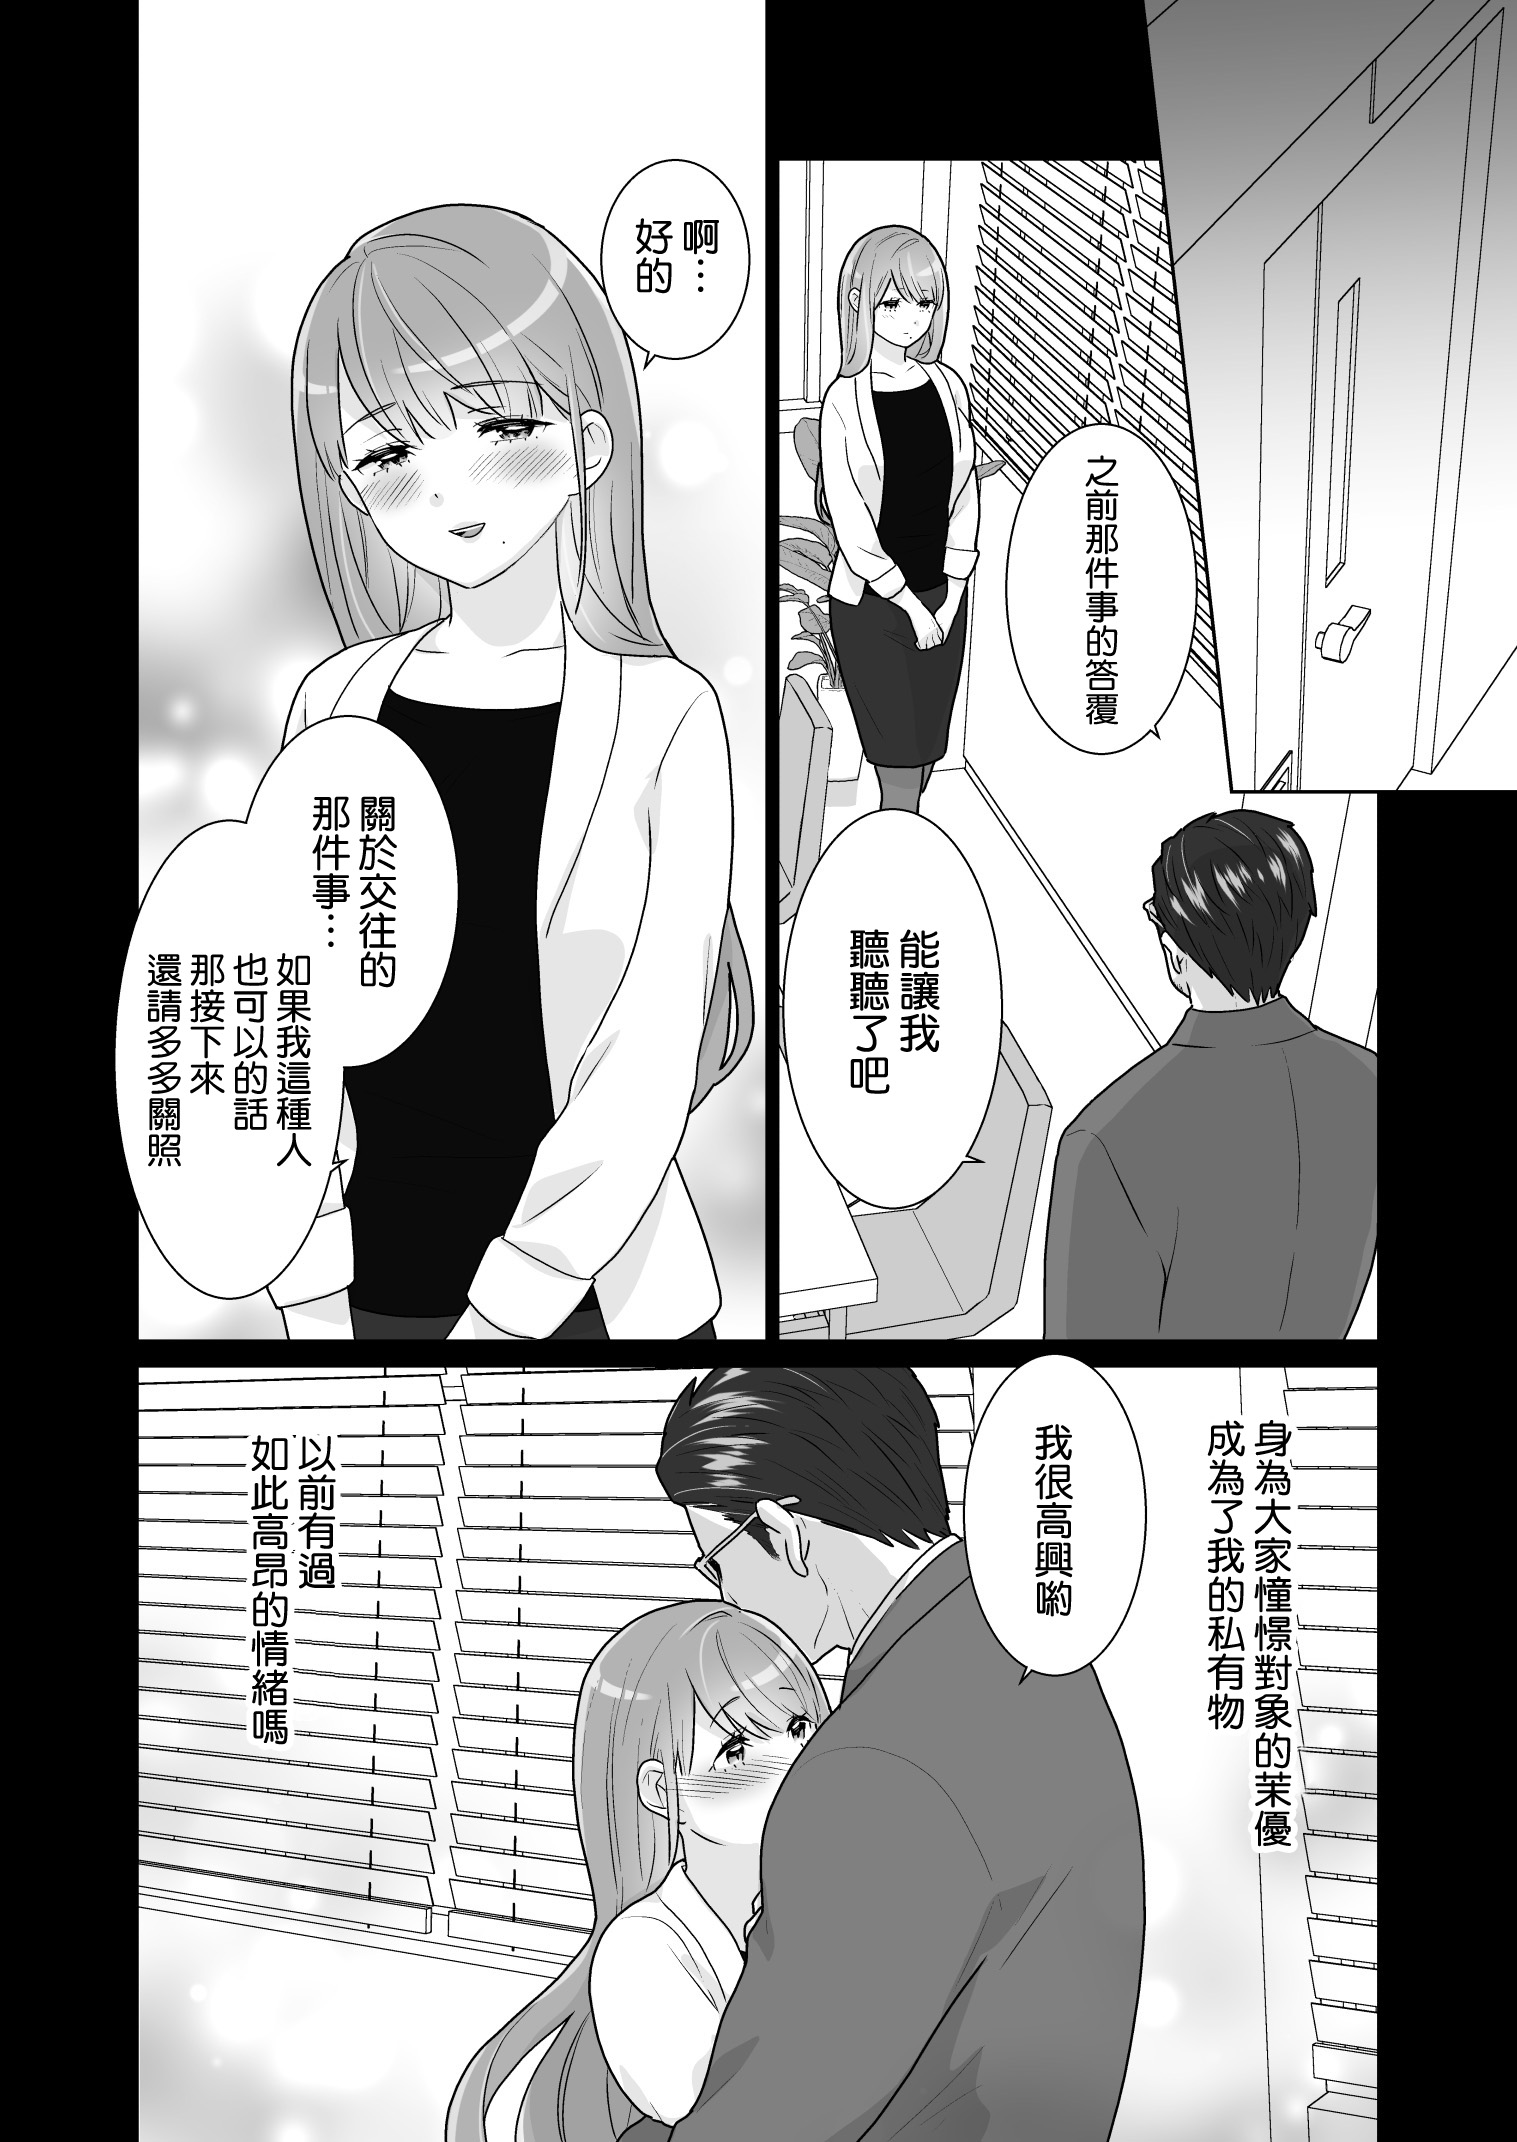 之前那件事的答覆
能讓我
聽聽了吧
啊…
好的
關於交往的
那件事…
如果我這種人
也可以的話
那接下來
還請多多關照
身為大家憧憬對象的茉優
成為了我的私有物
我很高興喲
以前有過
如此高昂的情緒嗎